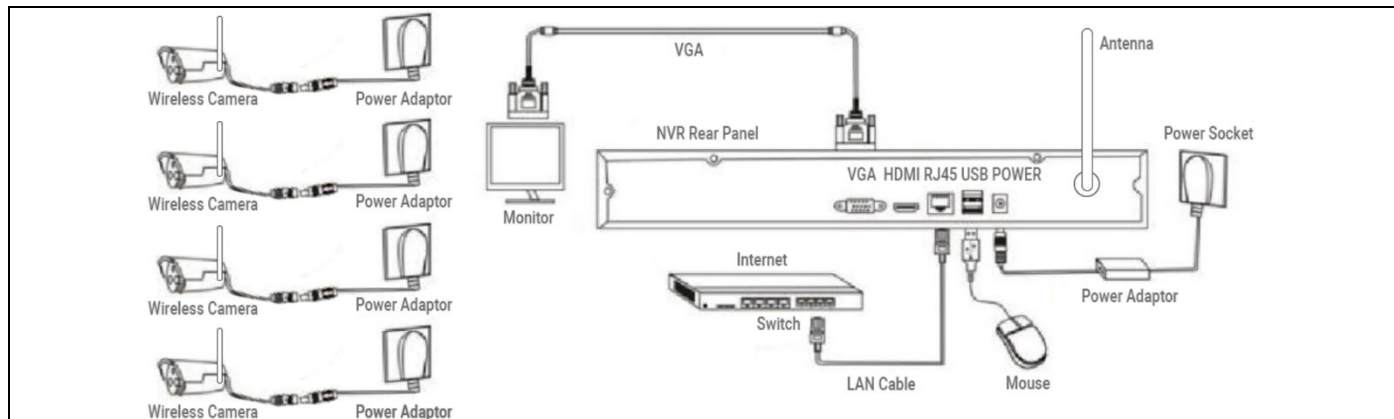 Wireless Camera
Power Adaptor
Wireless Camera
Power Adaptor
Wireless Camera
Power Adaptor
Wireless Camera
Power Adaptor
VGA
Monitor
NVR Rear Panel
Antenna
VGA HDMI RJ45 USB POWER
Power Socket
Power Adaptor
Internet
Switch
LAN Cable
Mouse